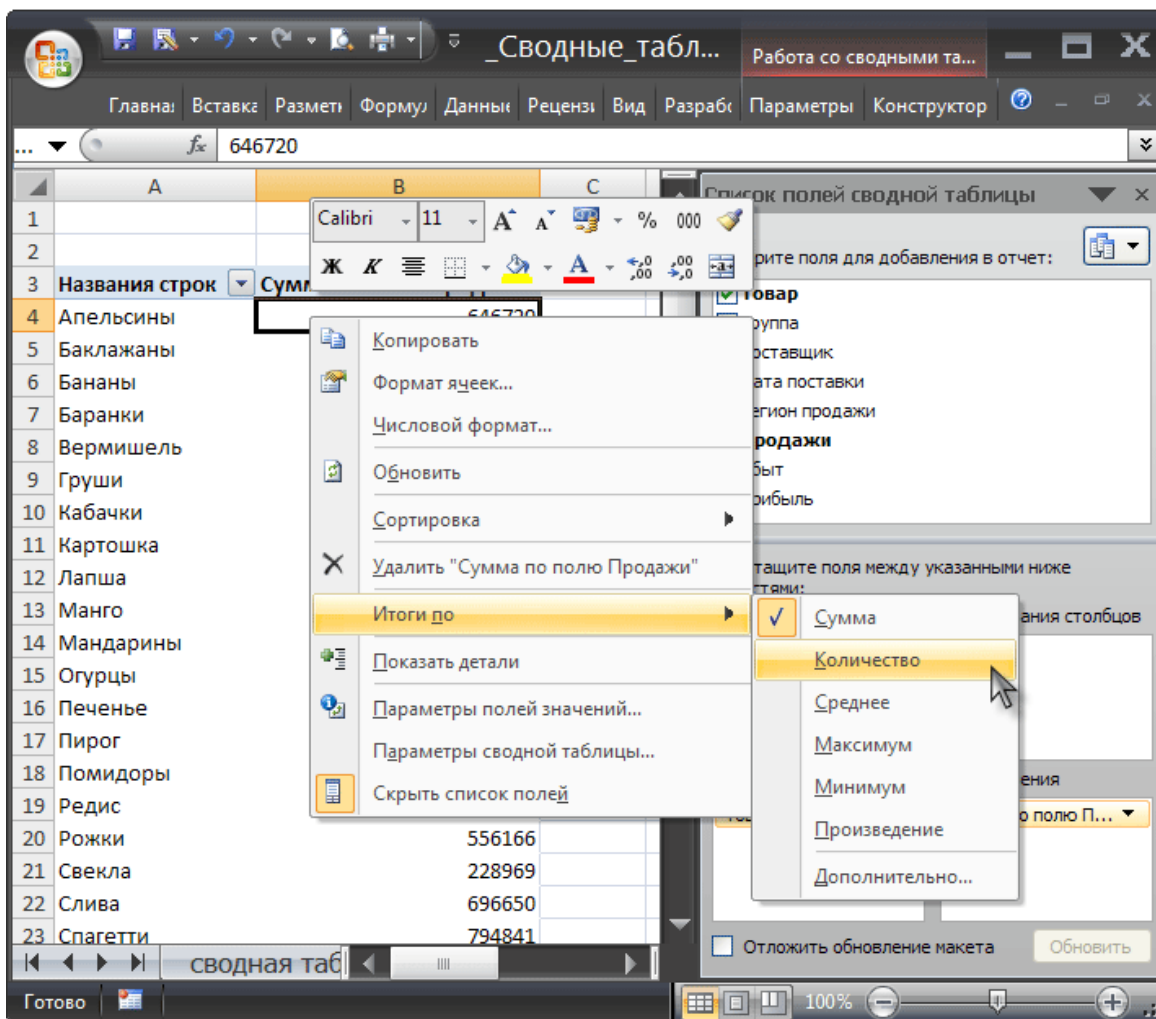 _Сводные_табл...
Работа со сводными та...
Главна Вставка Разметк Формул Данные Рецензи Вид Разрабо Параметры Конструктор
... fx 646720
Список полей сводной таблицы
A B C
Calibri 11 A A % 000
1
2
рите поля для добавления в отчет:
Ж К
3 Названия строк Сумм
Товар
4 Апельсины 646720
руппа
Копировать
5 Баклажаны
оставщик
6 Бананы
Формат ячеек...
ата поставки
7 Баранки
егион продажи
Числовой формат...
8 Вермишель
родажи
9 Груши
Обновить
быт
рибыль
10 Кабачки
Сортировка
11 Картошка
12 Лапша
Удалить "Сумма по полю Продажи"
тащите поля между указанными ниже
стями:
13 Манго
Итоги по
Сумма
ания столбцов
14 Мандарины
15 Огурцы
Показать детали
Количество
16 Печенье
Параметры полей значений...
Среднее
17 Пирог
Параметры сводной таблицы...
Максимум
18 Помидоры
Скрыть список полей
Минимум
ения
19 Редис
о полю П...
20 Рожки 556166
Произведение
21 Свекла 228969
Дополнительно...
22 Слива 696650
23 Спагетти 794841
Отложить обновление макета Обновить
сводная таб
Готово 100%